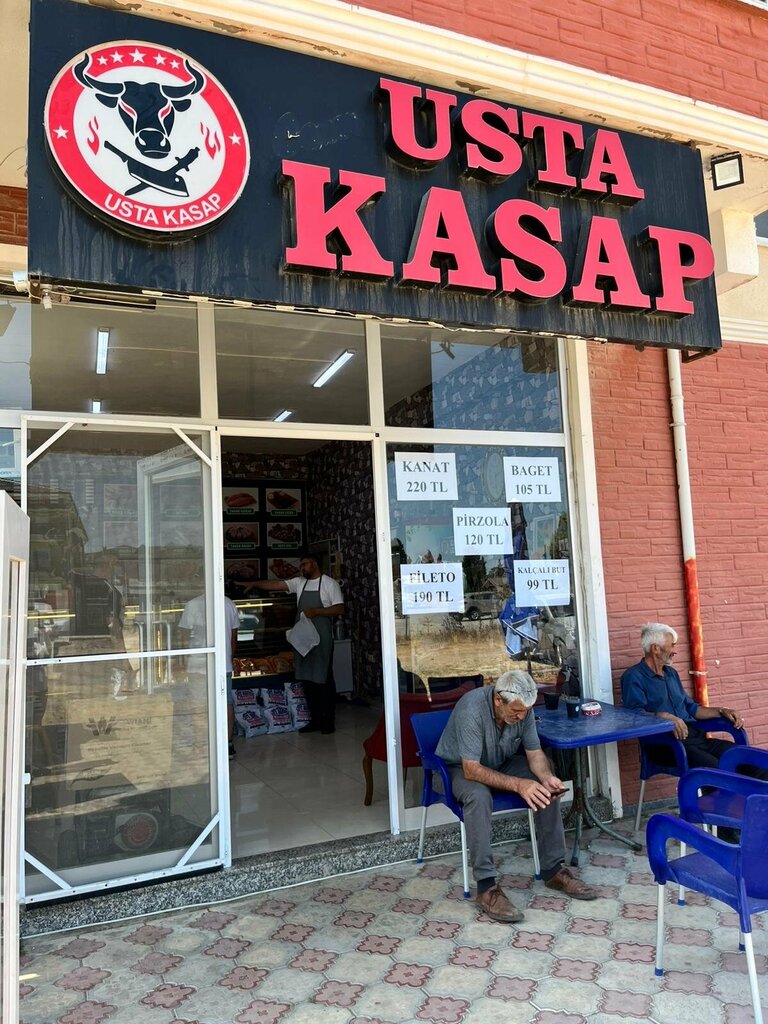 USTA KASAP
USTA
KASAP
KANAT
220 TL
BAGET
105 TL
PİRZOLA
120 TL
FİLETO
190 TL
KALÇALI BUT
99 TL